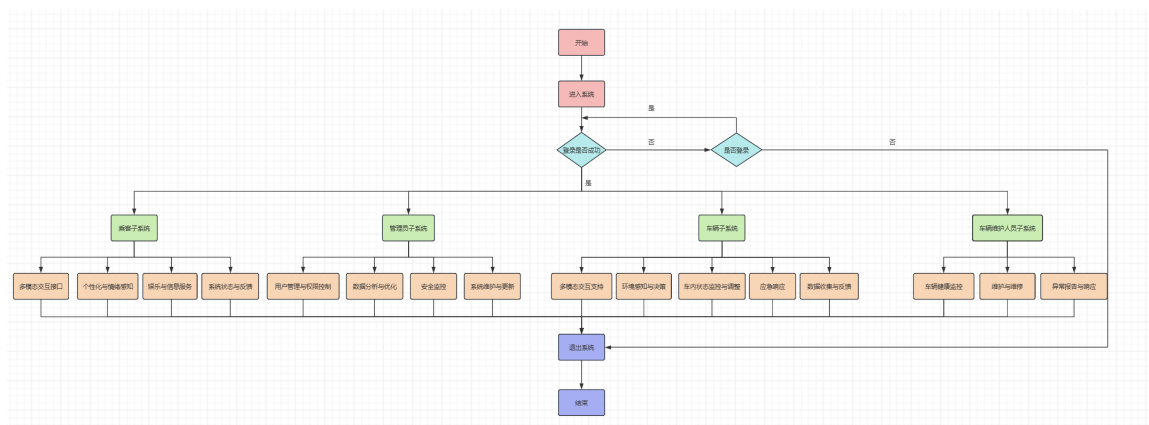 开始
进入系统
是
登录是否成功
否
是否登录
否
是
乘客子系统
管理员子系统
车辆子系统
车辆维护人员子系统
多模态交互接口
个性化与情绪感知
娱乐与信息服务
系统状态与反馈
用户管理与权限控制
数据分析与优化
安全监控
系统维护与更新
多模态交互支持
环境感知与决策
车内状态监控与调整
应急响应
数据收集与反馈
车辆健康监控
维护与维修
异常报告与响应
退出系统
结束